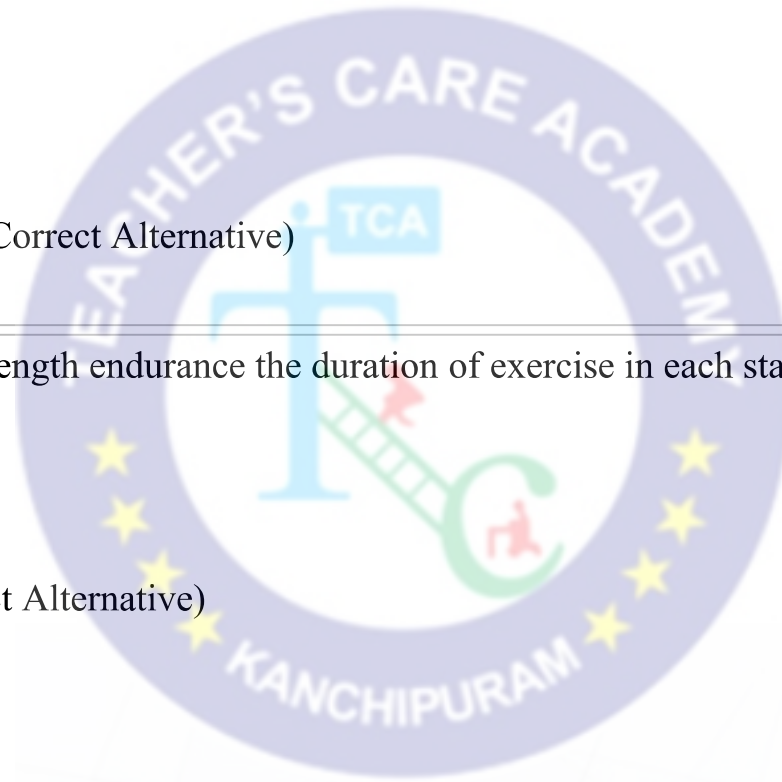 TEACHER'S CARE ACADEMY
TCA
Correct Alternative)
ength endurance the duration of exercise in each sta
t Alternative)
KANCHIPURAM